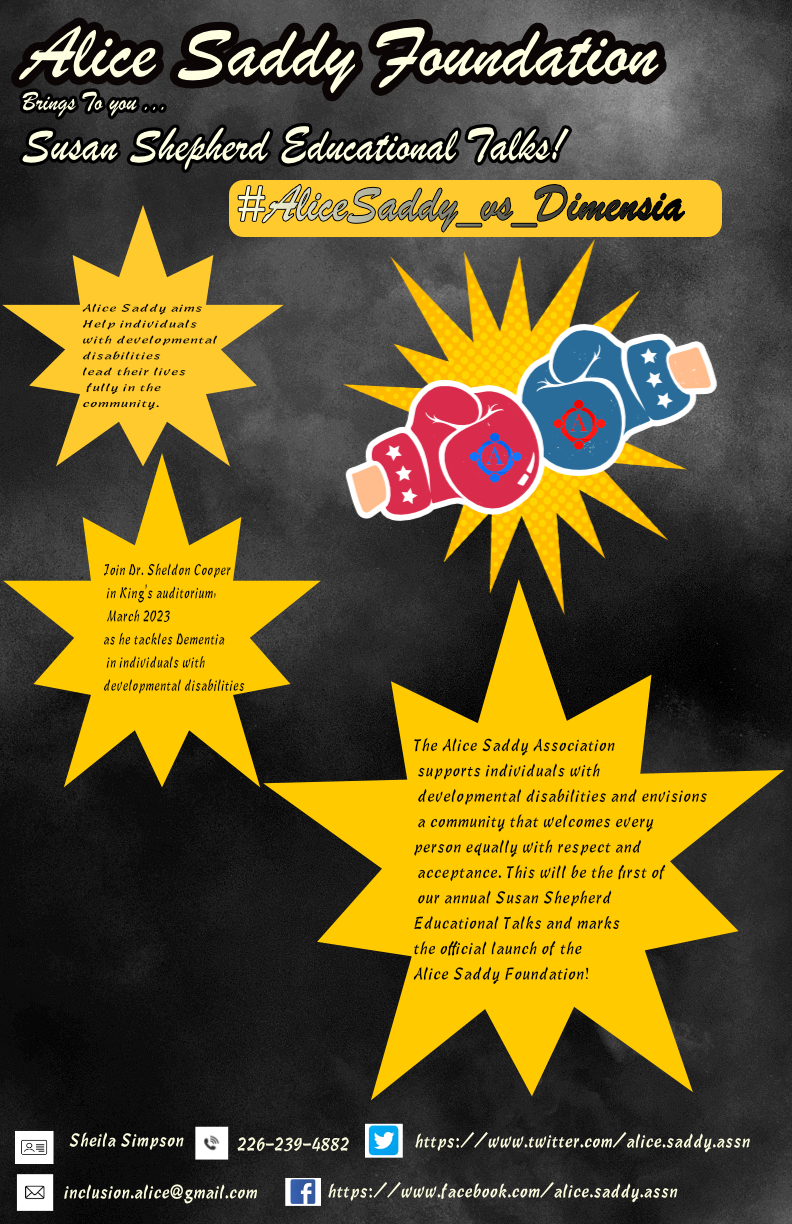 Alice Saddy Foundation
Brings To you ...
Susan Shepherd Educational Talks!
#AliceSaddy_vs_Dimensia
Alice Saddy aims
Help individuals
with developmental
disabilities
lead their lives
fully in the
community.
A
A
Join Dr. Sheldon Cooper
in King's auditorium,
March 2023
as he tackles Dementia
in individuals with
developmental disabilities
The Alice Saddy Association
supports individuals with
developmental disabilities and envisions
a community that welcomes every
person equally with respect and
acceptance. This will be the first of
our annual Susan Shepherd
Educational Talks and marks
the official launch of the
Alice Saddy Foundation!
Sheila Simpson
226-239-4882
https://www.twitter.com/alice.saddy.assn
inclusion.alice@gmail.com
https://www.facebook.com/alice.saddy.assn